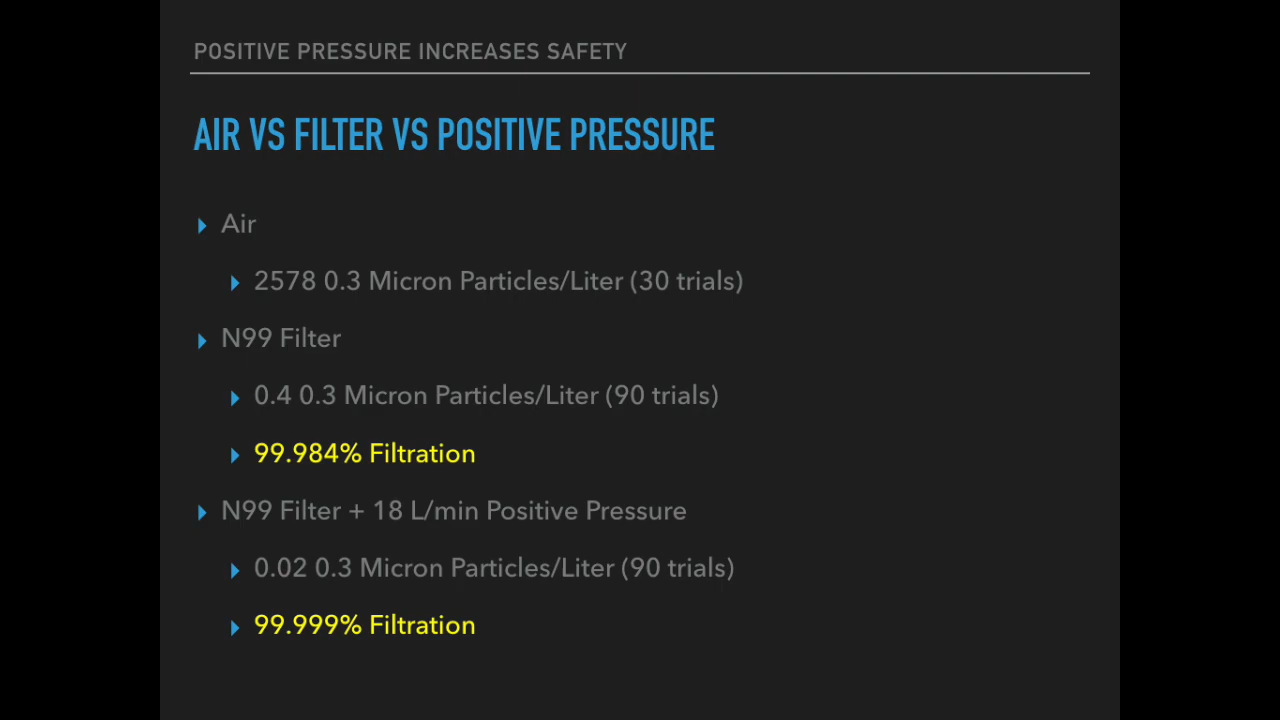 POSITIVE PRESSURE INCREASES SAFETY
AIR VS FILTER VS POSITIVE PRESSURE
Air
2578 0.3 Micron Particles/Liter (30 trials)
N99 Filter
0.4 0.3 Micron Particles/Liter (90 trials)
99.984% Filtration
N99 Filter + 18 L/min Positive Pressure
0.02 0.3 Micron Particles/Liter (90 trials)
99.999% Filtration